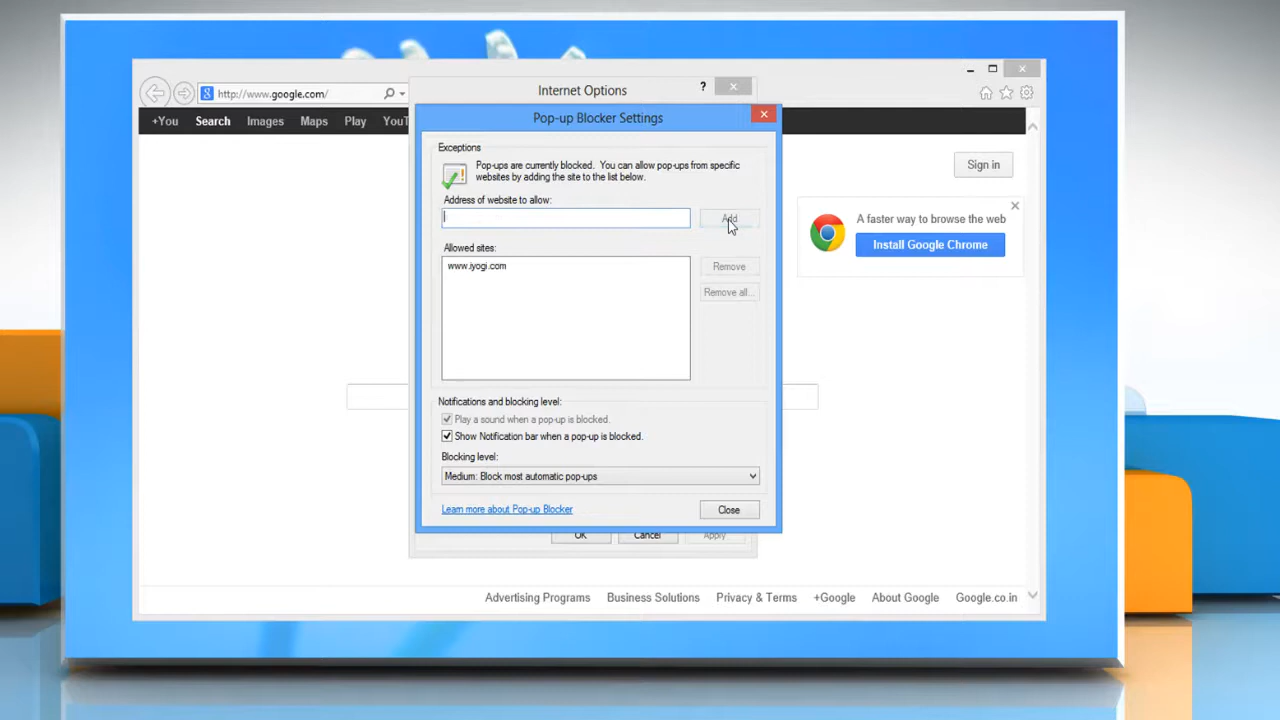 Internet Options
?
http://www.google.com/
Pop-up Blocker Settings
+You Search Images Maps Play
Exceptions
Pop-ups are currently blocked. You can allow pop-ups from specific
websites by adding the site to the list below.
Sign in
Address of website to allow:
Add
A faster way to browse the web
Install Google Chrome
Allowed sites:
www.iyogi.com
Remove
Remove all...
Notifications and blocking level:
Play a sound when a pop-up is blocked.
Show Notification bar when a pop-up is blocked.
Blocking level:
Medium: Block most automatic pop-ups
Learn more about Pop-up Blocker
Close
OK Cancel Apply
Advertising Programs Business Solutions Privacy & Terms +Google About Google Google.co.in